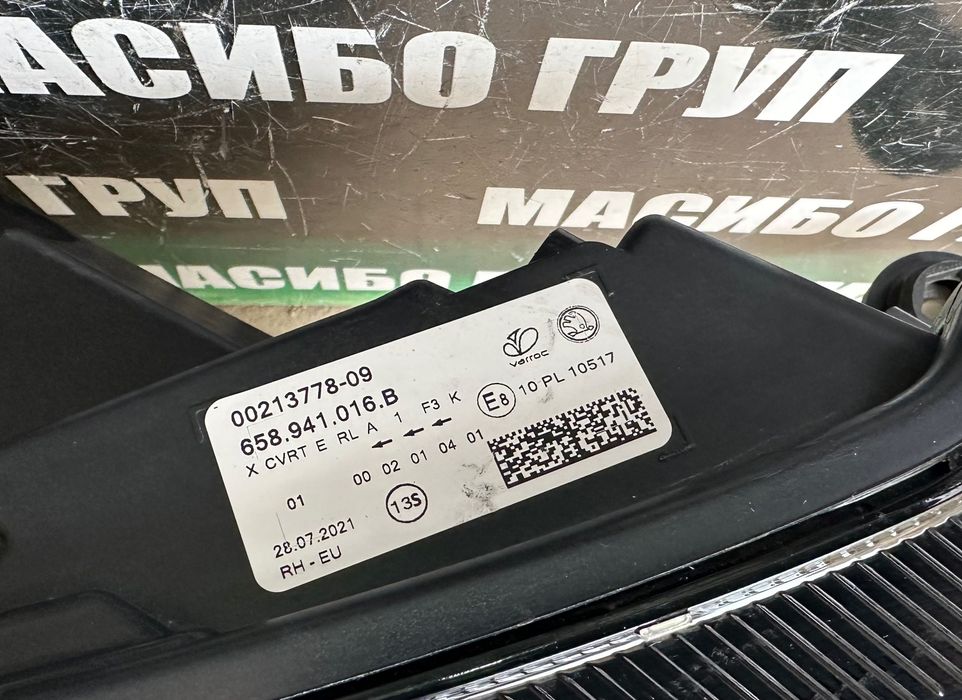 МАСИБО ГРУП
ГРУП
МАСИБО Г
МАСИБО Г
varroc
00213778-09
658.941.016.B
X CVRT E RL A 1 F3 K
E8 10 PL 10517
01 00 02 01 04 01
13S
28.07.2021
RH - EU